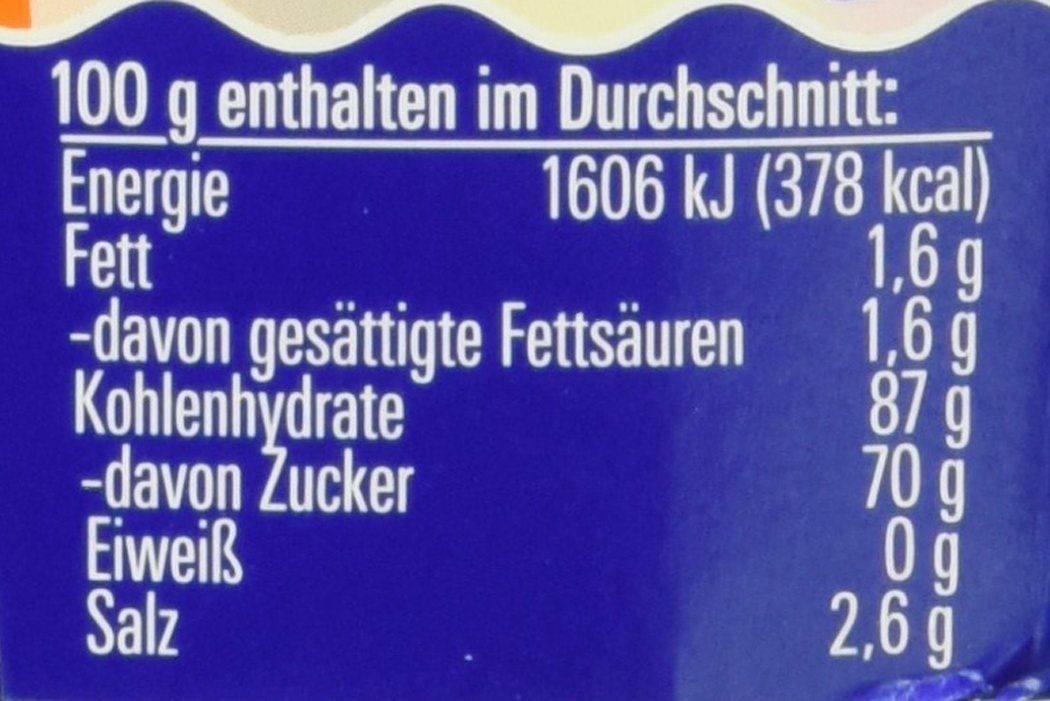 100 g enthalten im Durchschnitt:
Energie 1606 kJ (378 kcal)
Fett 1,6 g
-davon gesättigte Fettsäuren 1,6 g
Kohlenhydrate 87 g
-davon Zucker 70 g
Eiweiß 0 g
Salz 2,6 g